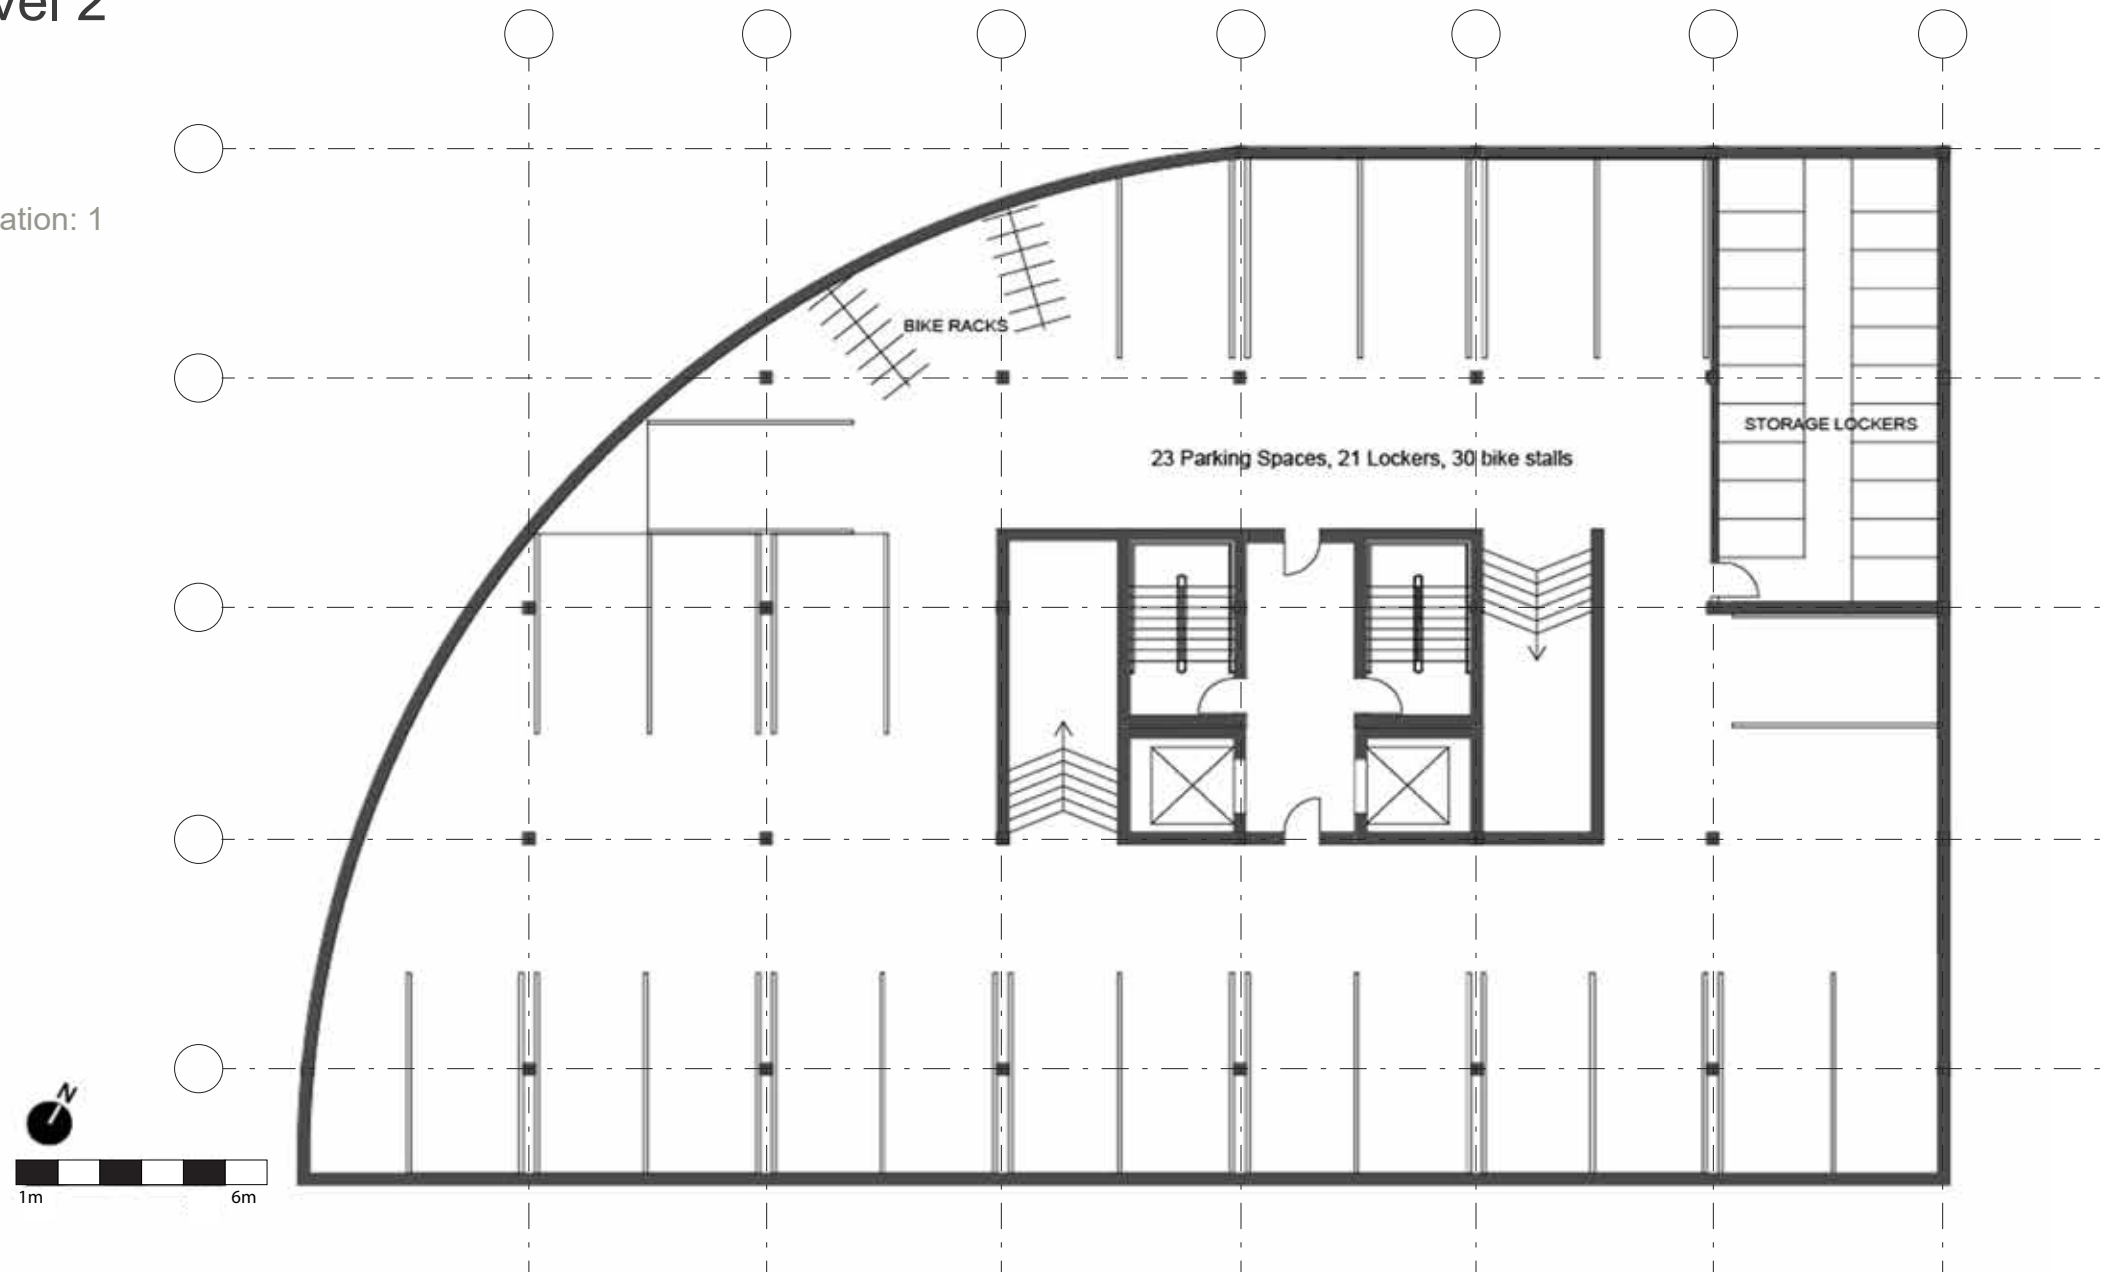 vel 2
ation: 1
BIKE RACKS
STORAGE LOCKERS
23 Parking Spaces, 21 Lockers, 30 bike stalls
N
1m 6m